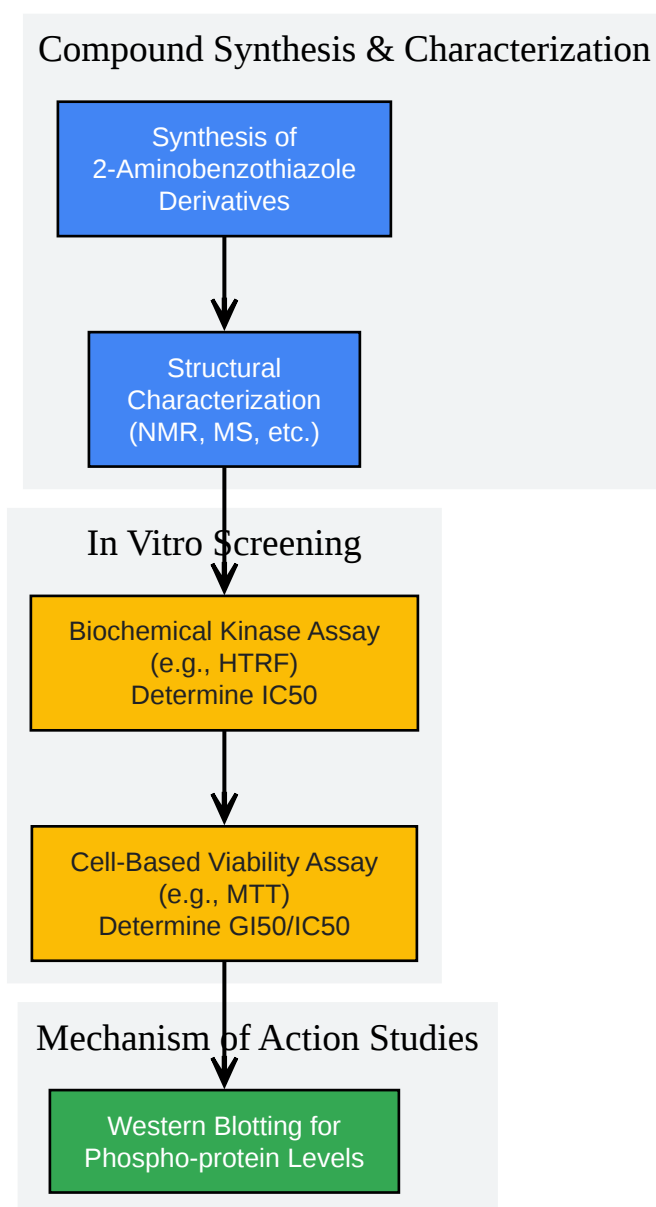 Compound Synthesis & Characterization
Synthesis of
2-Aminobenzothiazole
Derivatives
Structural
Characterization
(NMR, MS, etc.)
In Vitro Screening
Biochemical Kinase Assay
(e.g., HTRF)
Determine IC50
Cell-Based Viability Assay
(e.g., MTT)
Determine GI50/IC50
Mechanism of Action Studies
Western Blotting for
Phospho-protein Levels